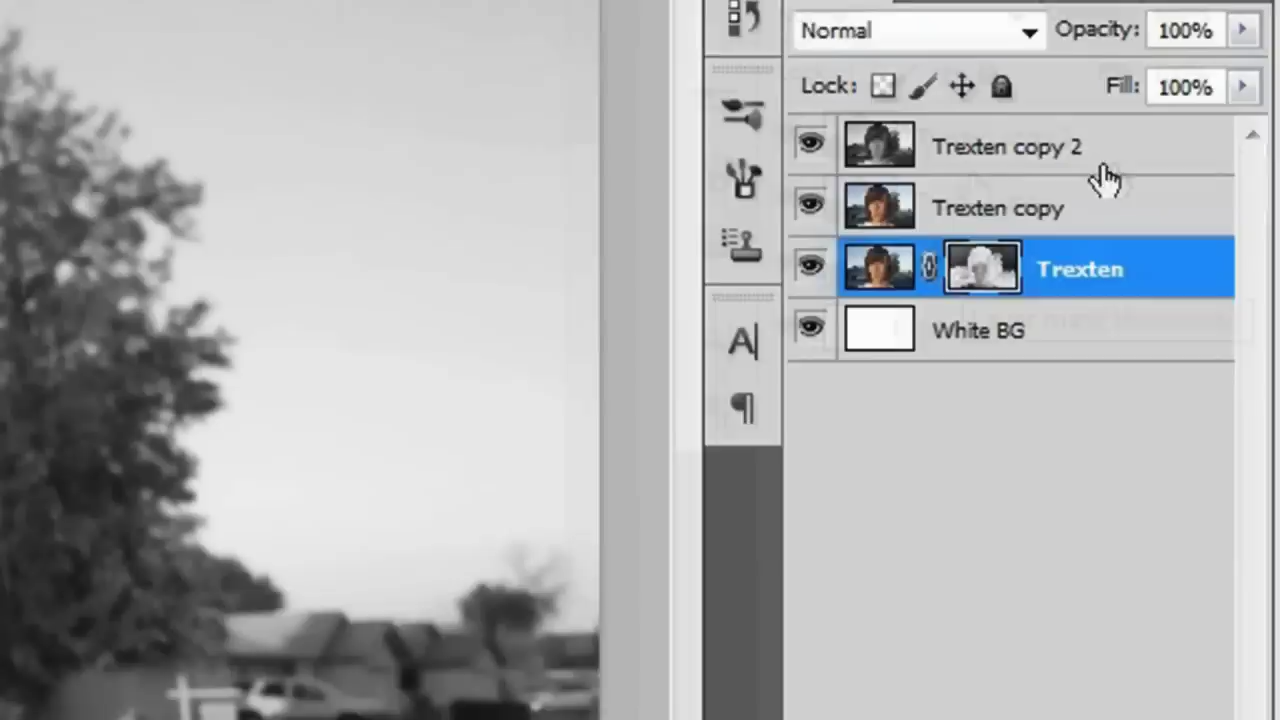 Normal Opacity: 100%
Lock: Fill: 100%
Trexten copy 2
Trexten copy
Trexten
White BG
A
¶